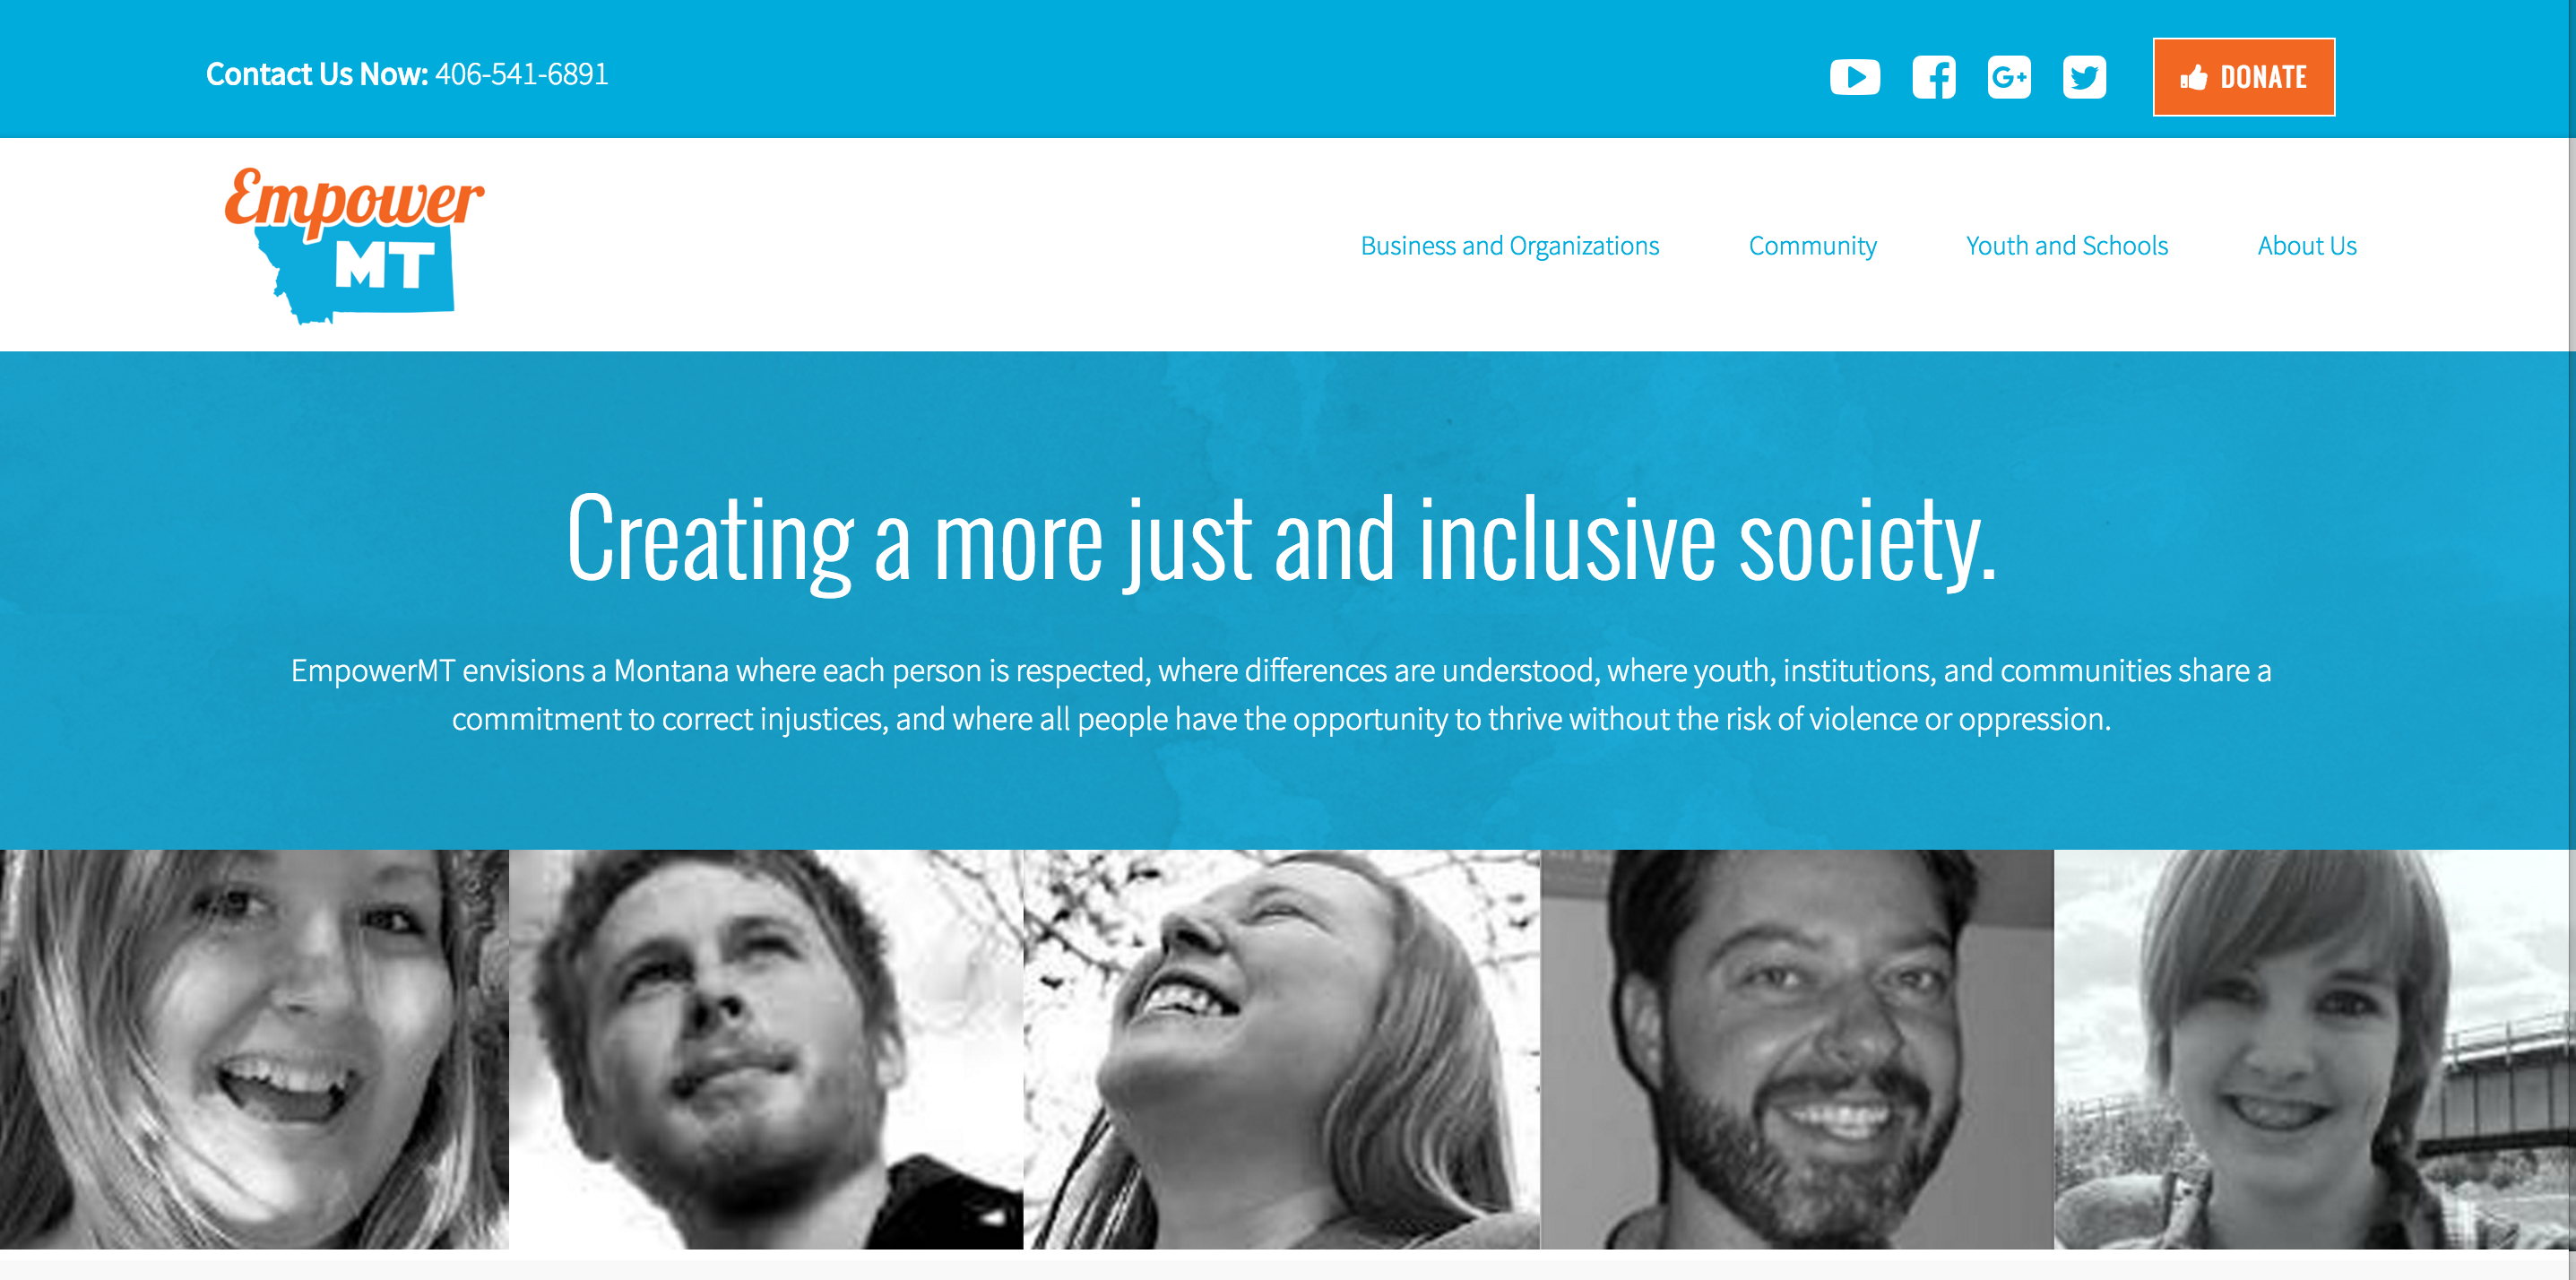 Contact Us Now: 406-541-6891
G+
DONATE
Empower
MT
Business and Organizations
Community
Youth and Schools
About Us
Creating a more just and inclusive society.
EmpowerMT envisions a Montana where each person is respected, where differences are understood, where youth, institutions, and communities share a
commitment to correct injustices, and where all people have the opportunity to thrive without the risk of violence or oppression.